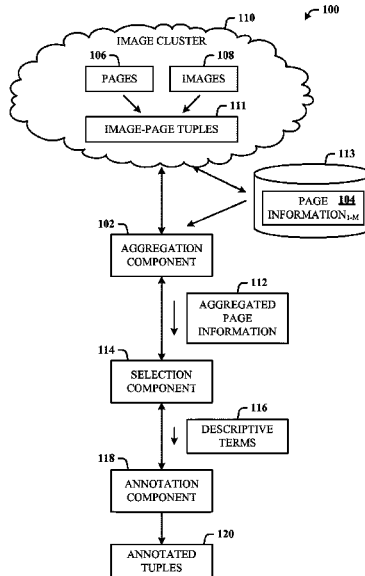 110
100
IMAGE CLUSTER
106
108
PAGES
IMAGES
111
IMAGE-PAGE TUPLES
113
PAGE 104
INFORMATION1-M
102
AGGREGATION
COMPONENT
112
AGGREGATED
PAGE
INFORMATION
114
SELECTION
COMPONENT
116
DESCRIPTIVE
TERMS
118
ANNOTATION
COMPONENT
120
ANNOTATED
TUPLES